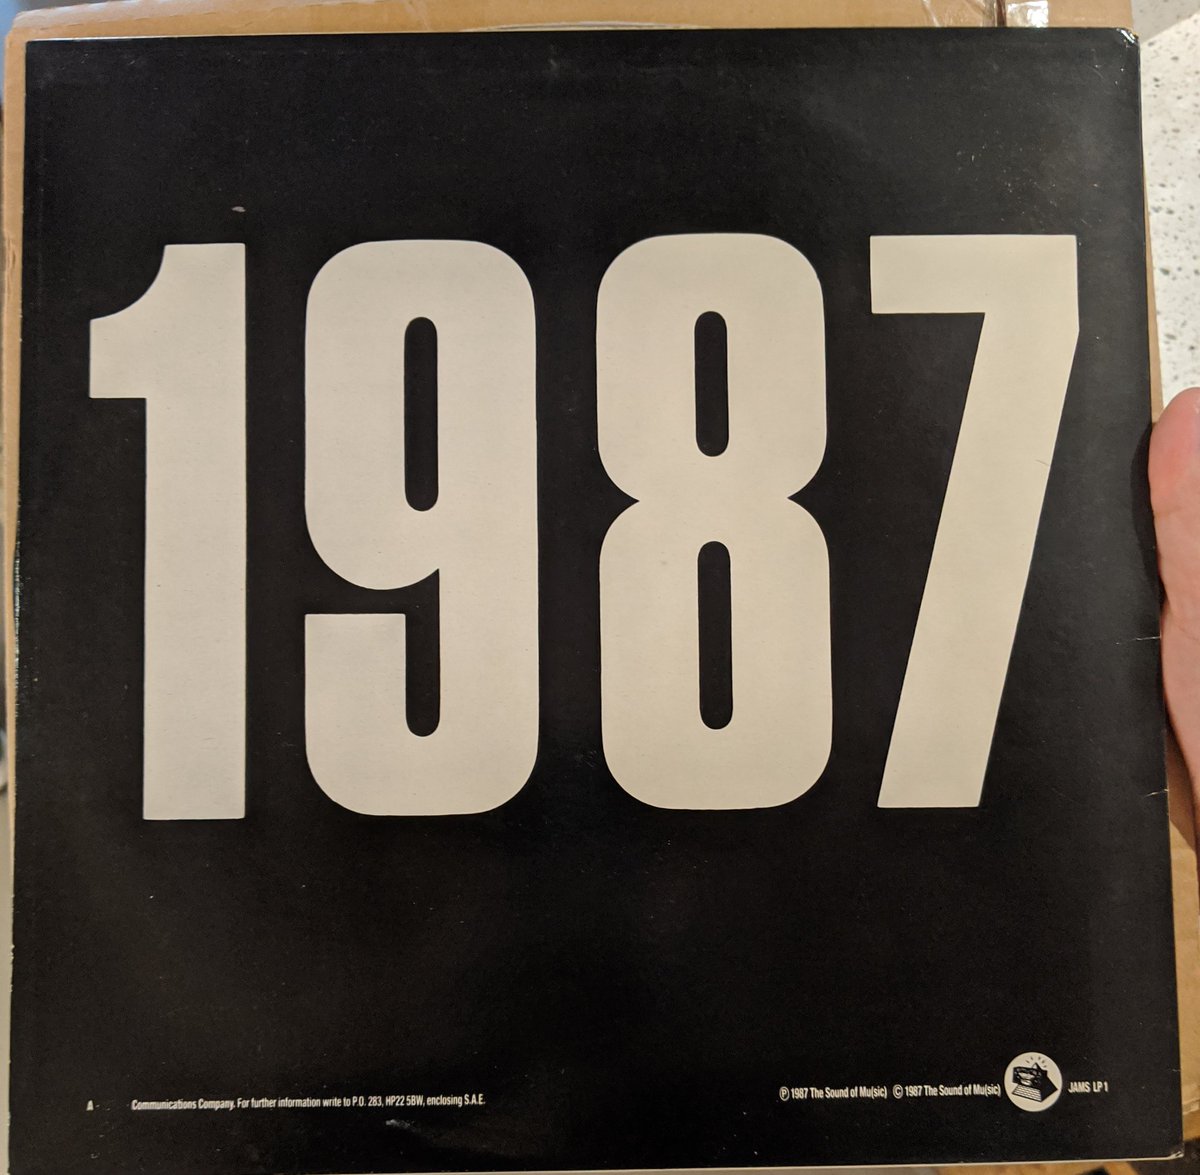 1987
A Communications Company. For further information write to P.O. 283, HP22 5BW, enclosing S.A.E.
℗ 1987 The Sound of Mu(sic) © 1987 The Sound of Mu(sic) JAMS LP 1